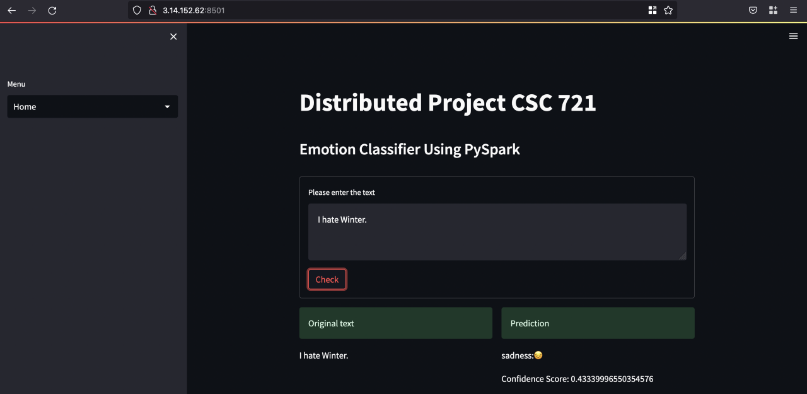 3.14.152.62:8501
Menu
Home
Distributed Project CSC 721
Emotion Classifier Using PySpark
Please enter the text
I hate Winter.
Check
Original text
Prediction
I hate Winter.
sadness:😔
Confidence Score: 0.43339996550354576